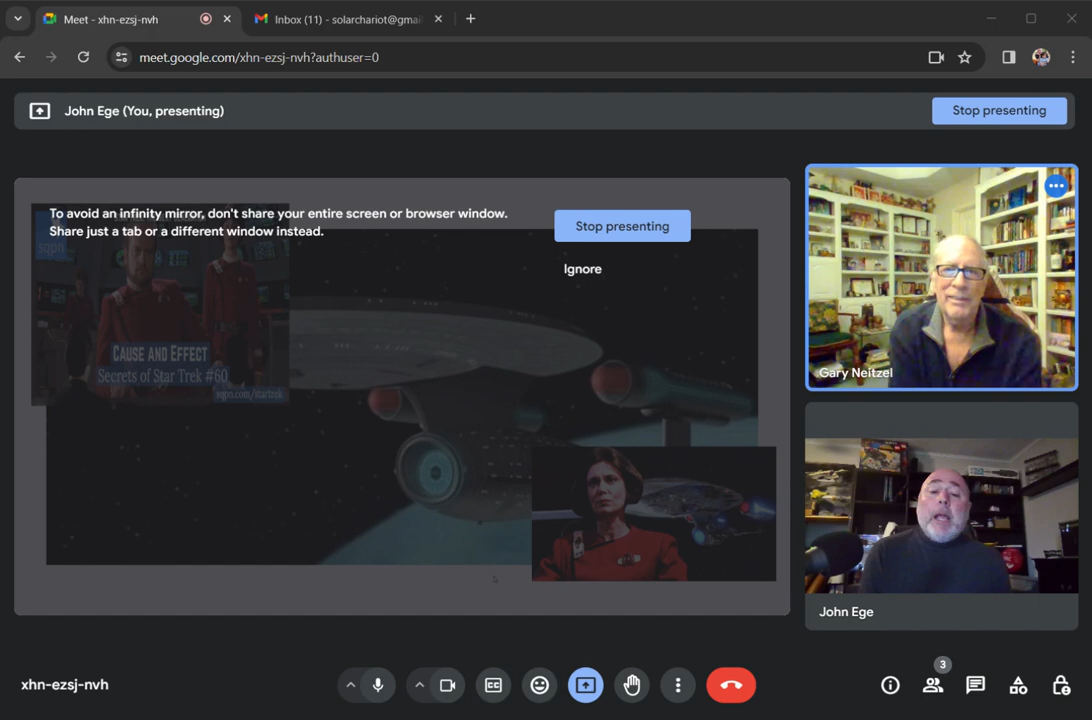 Meet - xhn-ezsj-nvh
Inbox (11) - solarchariot@gmai
meet.google.com/xhn-ezsj-nvh?authuser=0
John Ege (You, presenting)
Stop presenting
To avoid an infinity mirror, don't share your entire screen or browser window.
Share just a tab or a different window instead.
Stop presenting
Ignore
sqpn
CAUSE AND EFFECT
Secrets of Star Trek #60
sqpn.com/startrek
Gary Neitzel
John Ege
xhn-ezsj-nvh
CC
3